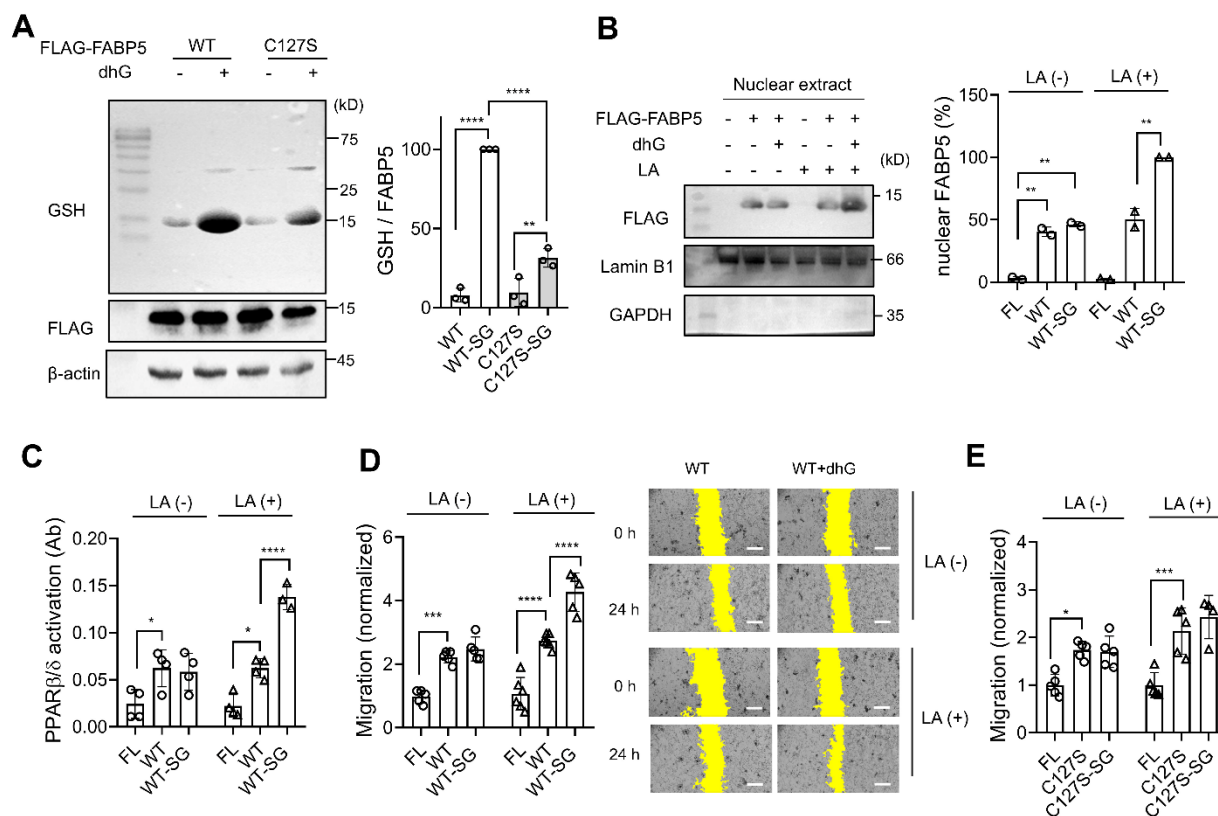 A
FLAG-FABP5 WT C127S
dhG - + - +
(kD)
75
25
GSH
15
FLAG
15
β-actin
45
GSH / FABP5
100
50
0
**** **** **
WT
WT-SG
C127S
C127S-SG
B
Nuclear extract
FLAG-FABP5 - + + - + +
dhG - - + - - +
LA - - - + + +
(kD)
FLAG
15
Lamin B1
66
GAPDH
35
nuclear FABP5 (%)
LA (-) LA (+)
100
50
0
** ** **
FL
WT
WT-SG
FL
WT
WT-SG
C
PPARβ/δ activation (Ab)
LA (-) LA (+)
0.20
0.15
0.10
0.05
0.00
* * ****
FL
WT
WT-SG
FL
WT
WT-SG
D
Migration (normalized)
LA (-) LA (+)
6
4
2
0
*** **** ****
FL
WT
WT-SG
FL
WT
WT-SG
WT WT+dhG
0 h
24 h
LA (-)
0 h
24 h
LA (+)
E
Migration (normalized)
LA (-) LA (+)
4
3
2
1
0
* ***
FL
C127S
C127S-SG
FL
C127S
C127S-SG